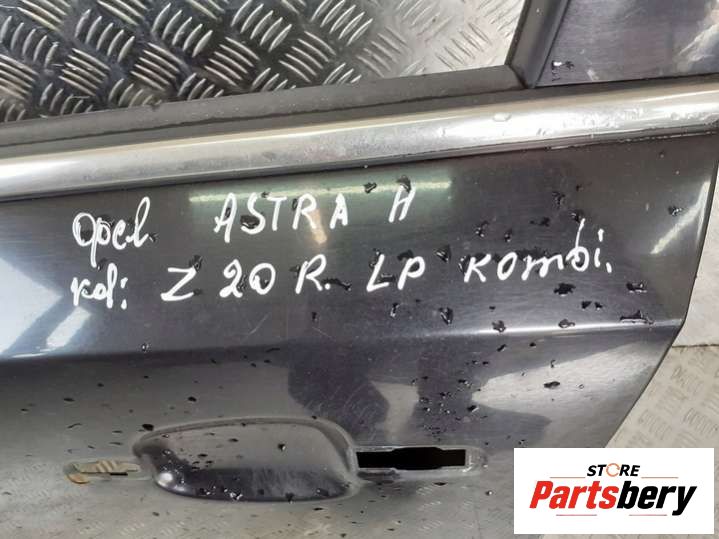 opel ASTRA H
kol: Z 20 R. LP kombi.
STORE
Partsbery